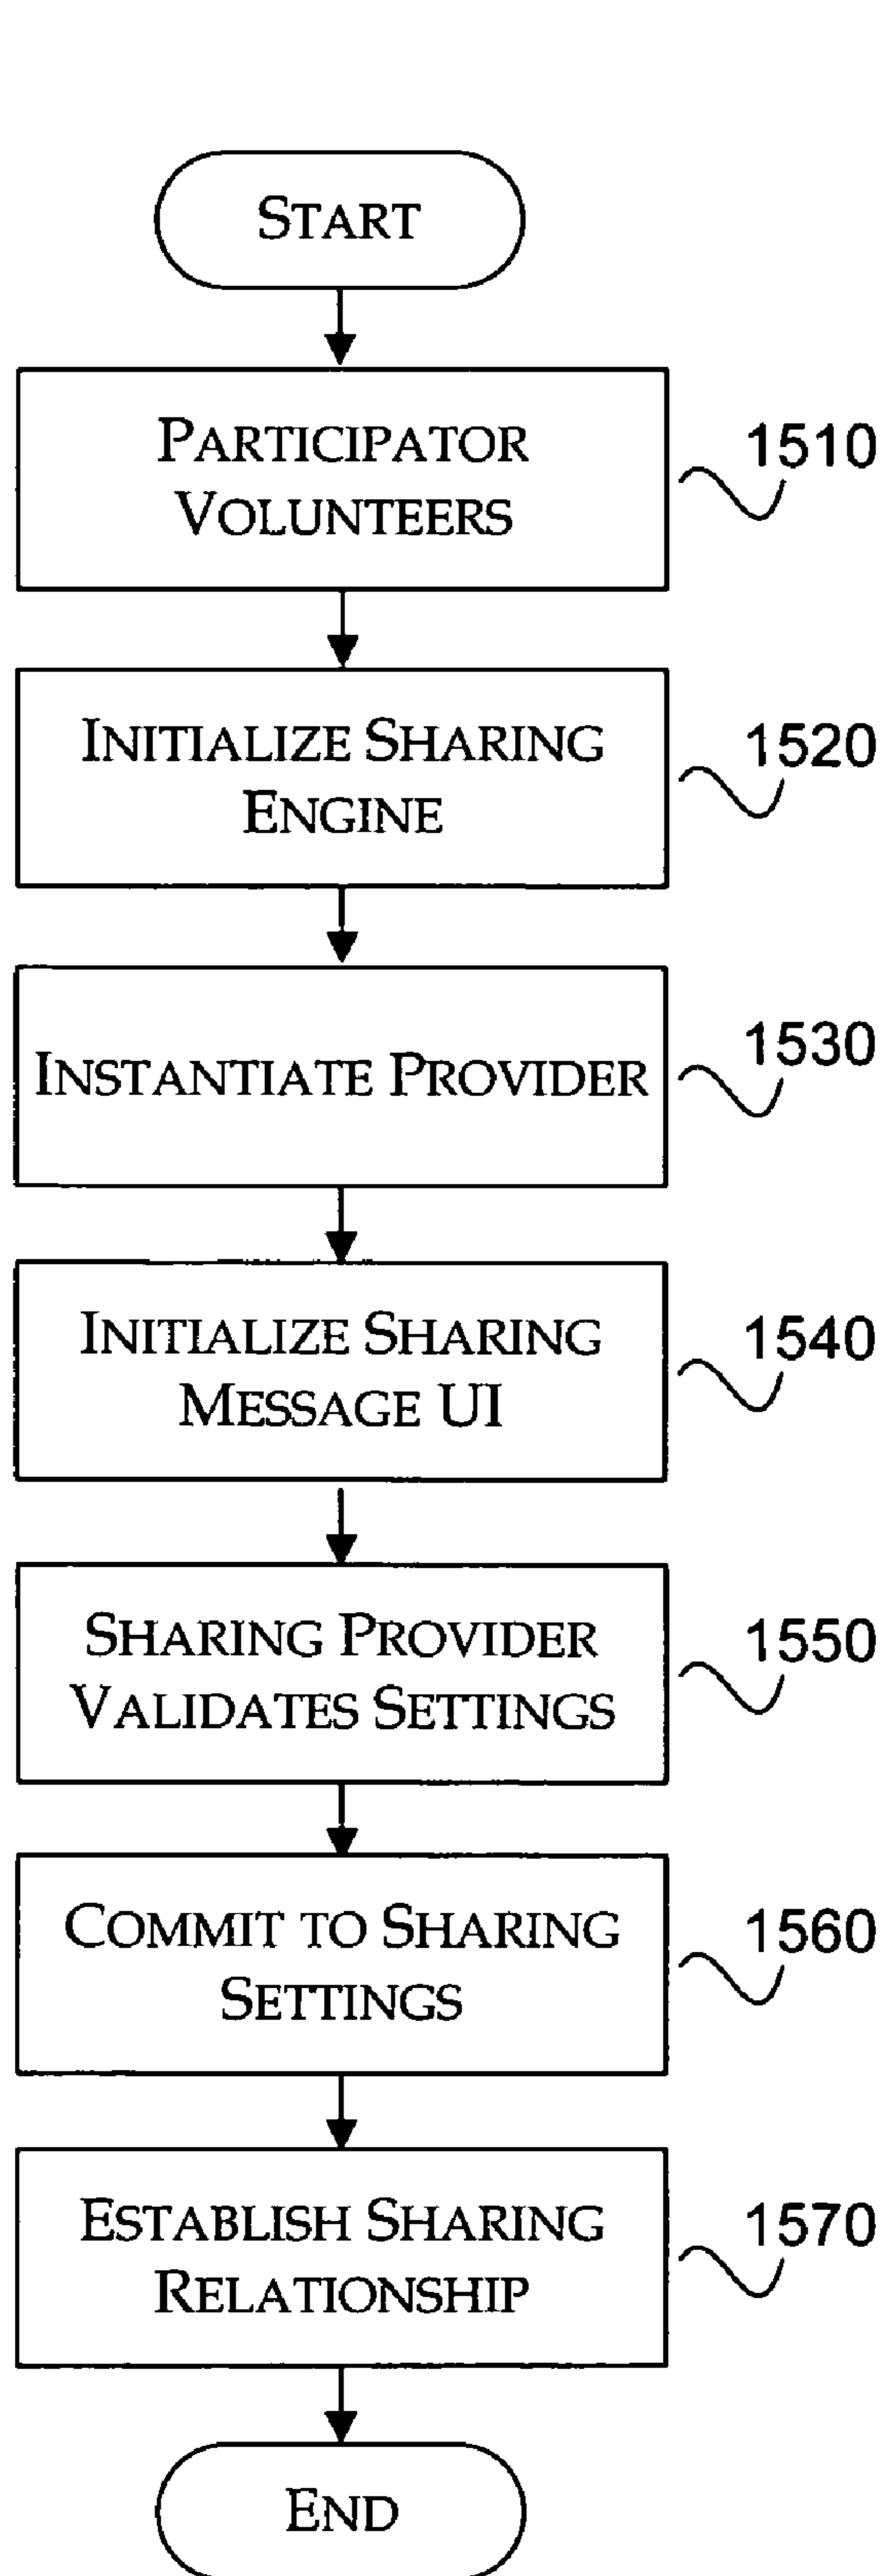 START
PARTICIPATOR
VOLUNTEERS
1510
INITIALIZE SHARING
ENGINE
1520
INSTANTIATE PROVIDER
1530
INITIALIZE SHARING
MESSAGE UI
1540
SHARING PROVIDER
VALIDATES SETTINGS
1550
COMMIT TO SHARING
SETTINGS
1560
ESTABLISH SHARING
RELATIONSHIP
1570
END